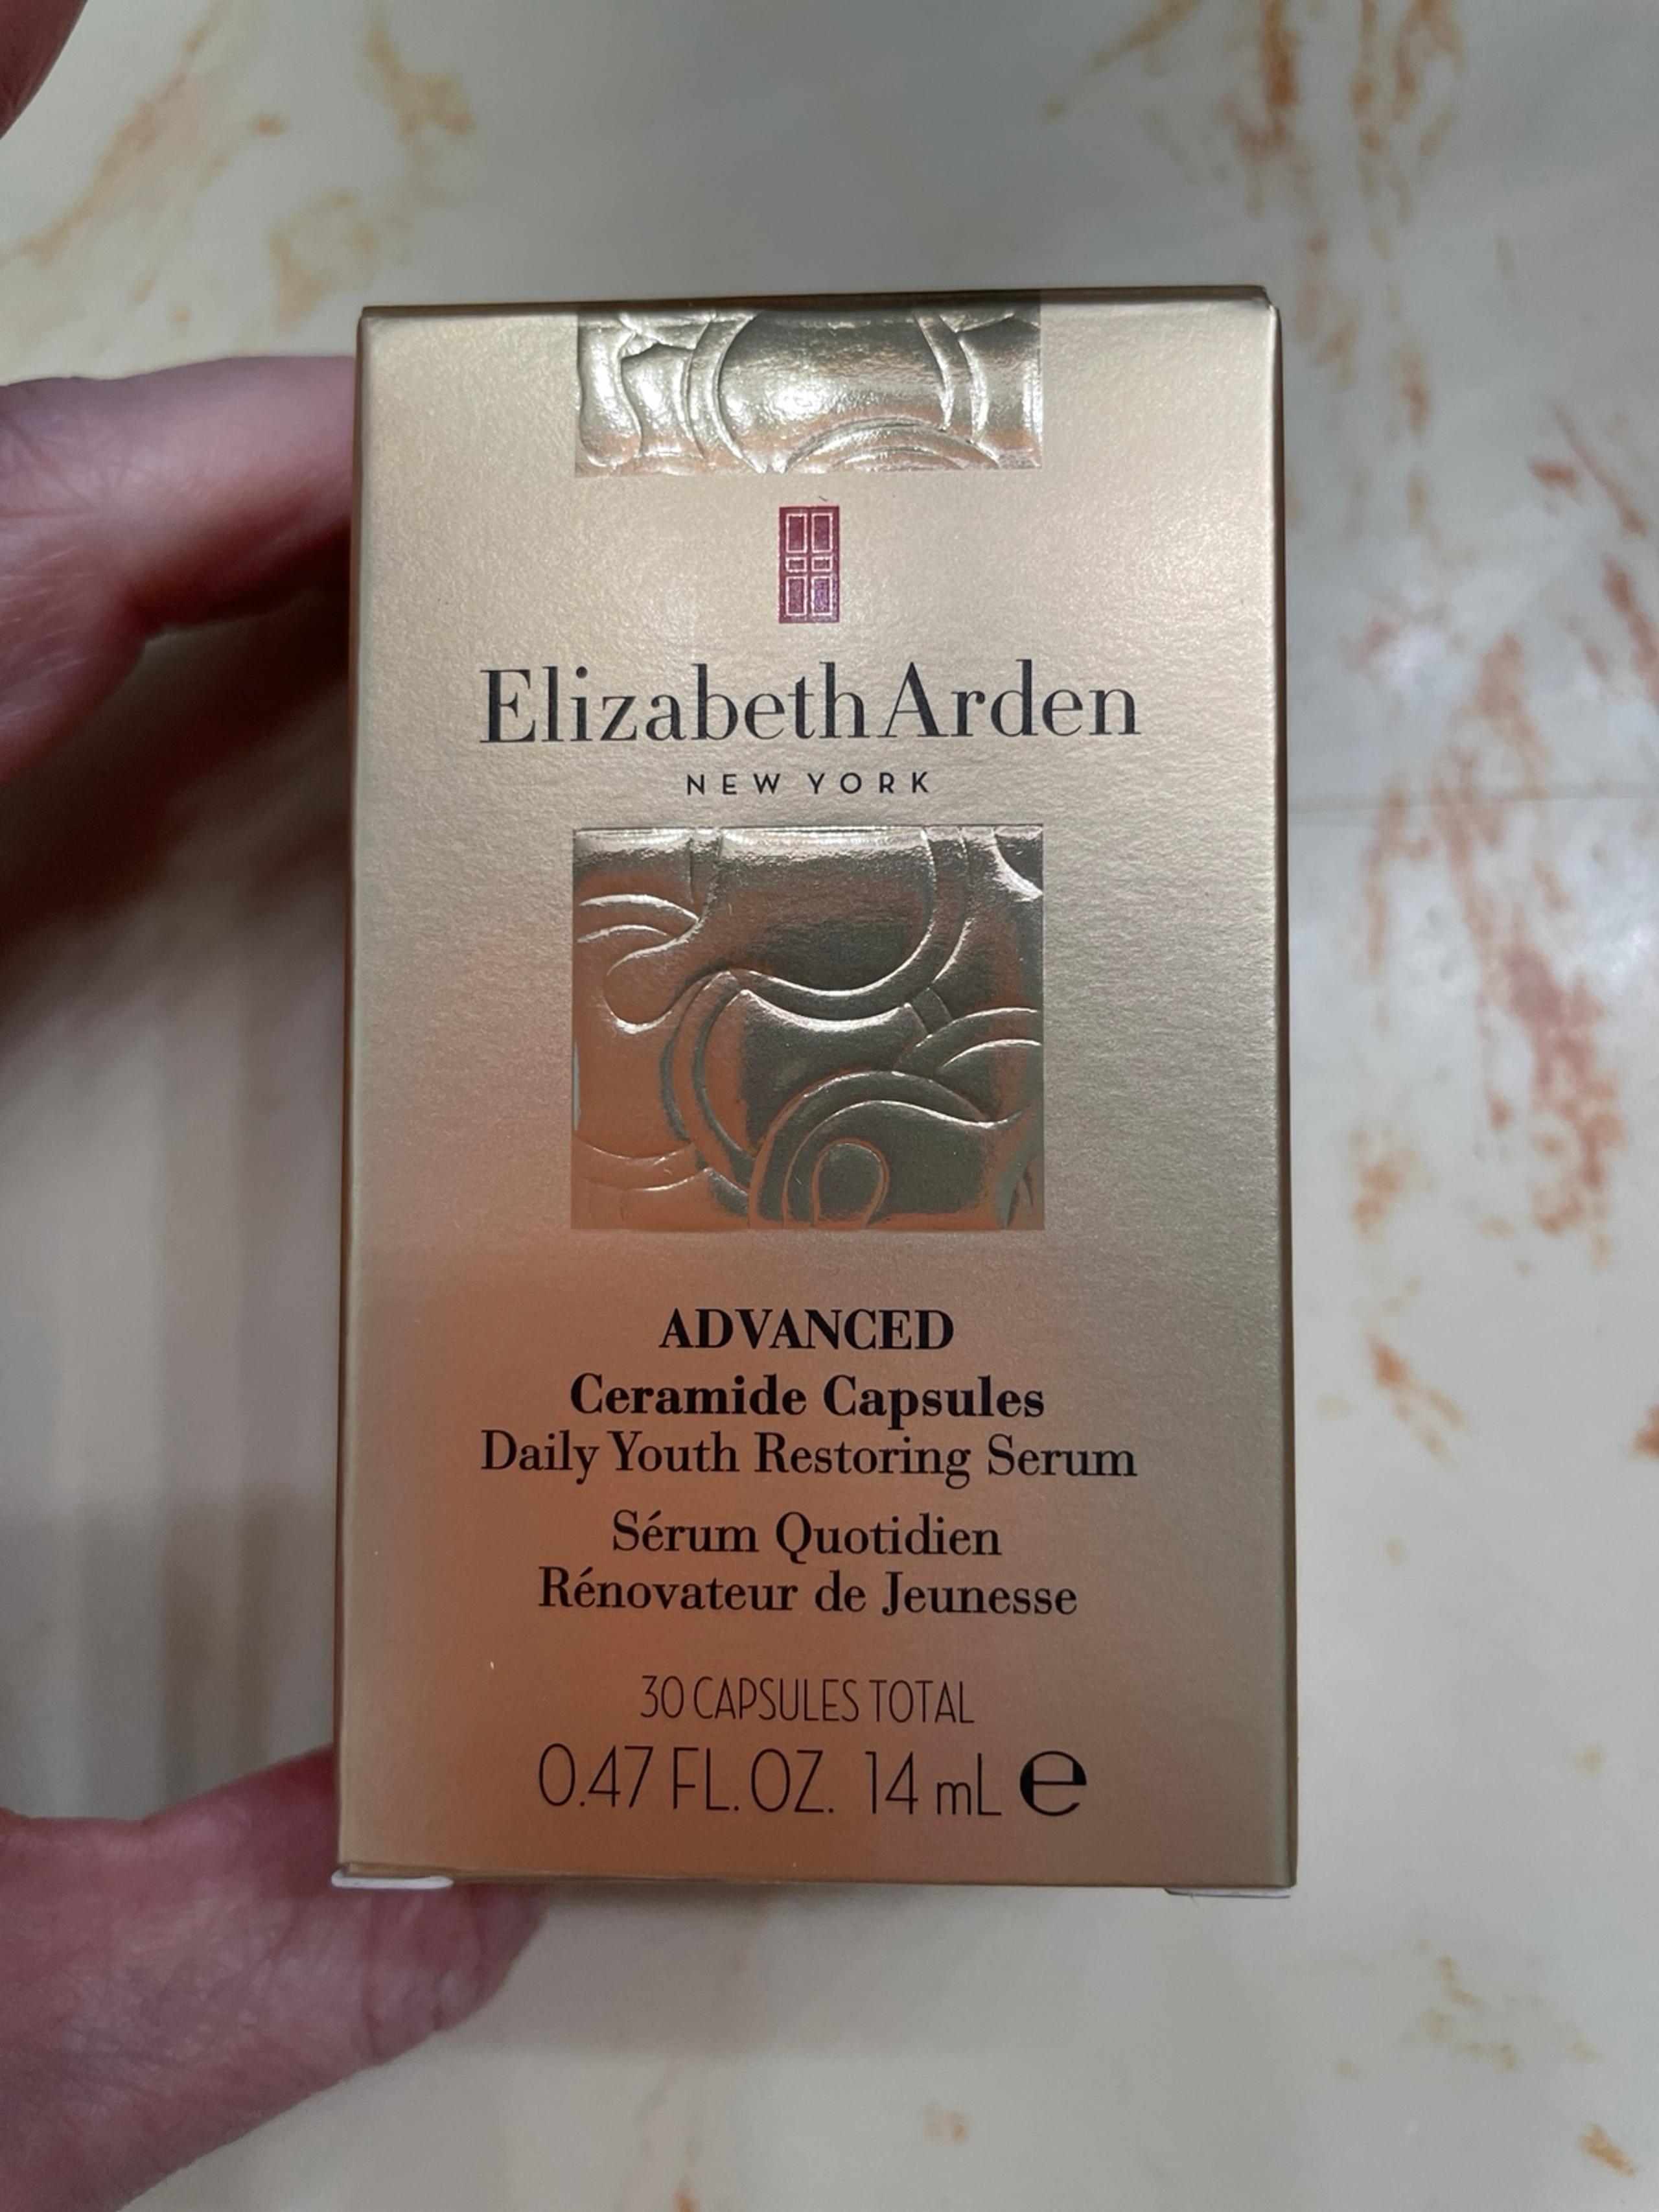 Elizabeth Arden
NEW YORK
ADVANCED
Ceramide Capsules
Daily Youth Restoring Serum
Sérum Quotidien
Rénovateur de Jeunesse
30 CAPSULES TOTAL
0.47 FL. OZ. 14 mL e